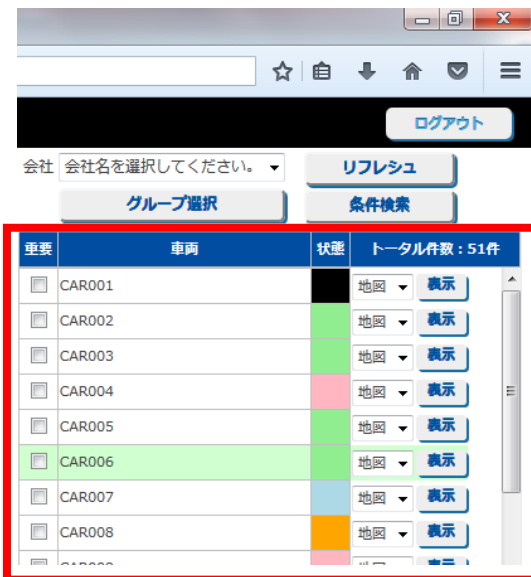 ログアウト
会社 会社名を選択してください。 リフレシュ
グループ選択 条件検索
重要 車両 状態 トータル件数：51件
CAR001 地図 表示
CAR002 地図 表示
CAR003 地図 表示
CAR004 地図 表示
CAR005 地図 表示
CAR006 地図 表示
CAR007 地図 表示
CAR008 地図 表示